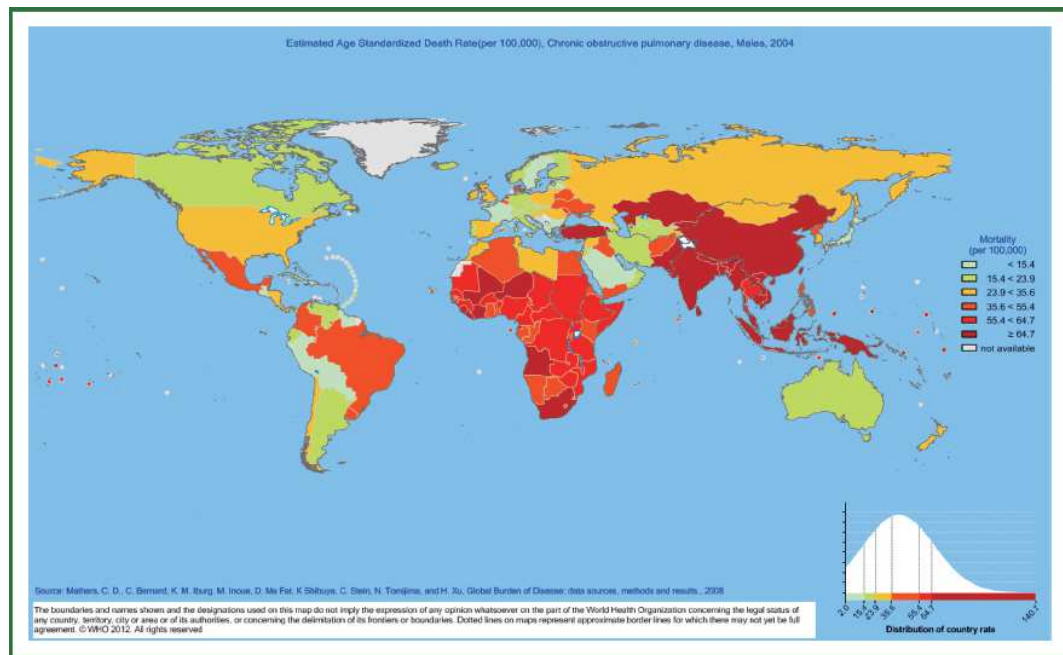 Estimated Age Standardized Death Rate(per 100,000), Chronic obstructive pulmonary disease, Males, 2004
Mortality
(per 100,000)
< 15.4
15.4 < 23.9
23.9 < 35.6
35.6 < 55.4
55.4 < 64.7
≥ 64.7
not available
2.0
15.4
23.9
35.6
55.4
64.7
140.7
Distribution of country rate
Source: Mathers, C. D., C. Bernard, K. M. Iburg, M. Inoue, D. Ma Fat, K Shibuya, C. Stein, N. Tomijima, and H. Xu, Global Burden of Disease: data sources, methods and results., 2008
The boundaries and names shown and the designations used on this map do not imply the expression of any opinion whatsoever on the part of the World Health Organization concerning the legal status of
any country, territory, city or area or of its authorities, or concerning the delimitation of its frontiers or boundaries. Dotted lines on maps represent approximate border lines for which there may not yet be full
agreement. © WHO 2012. All rights reserved